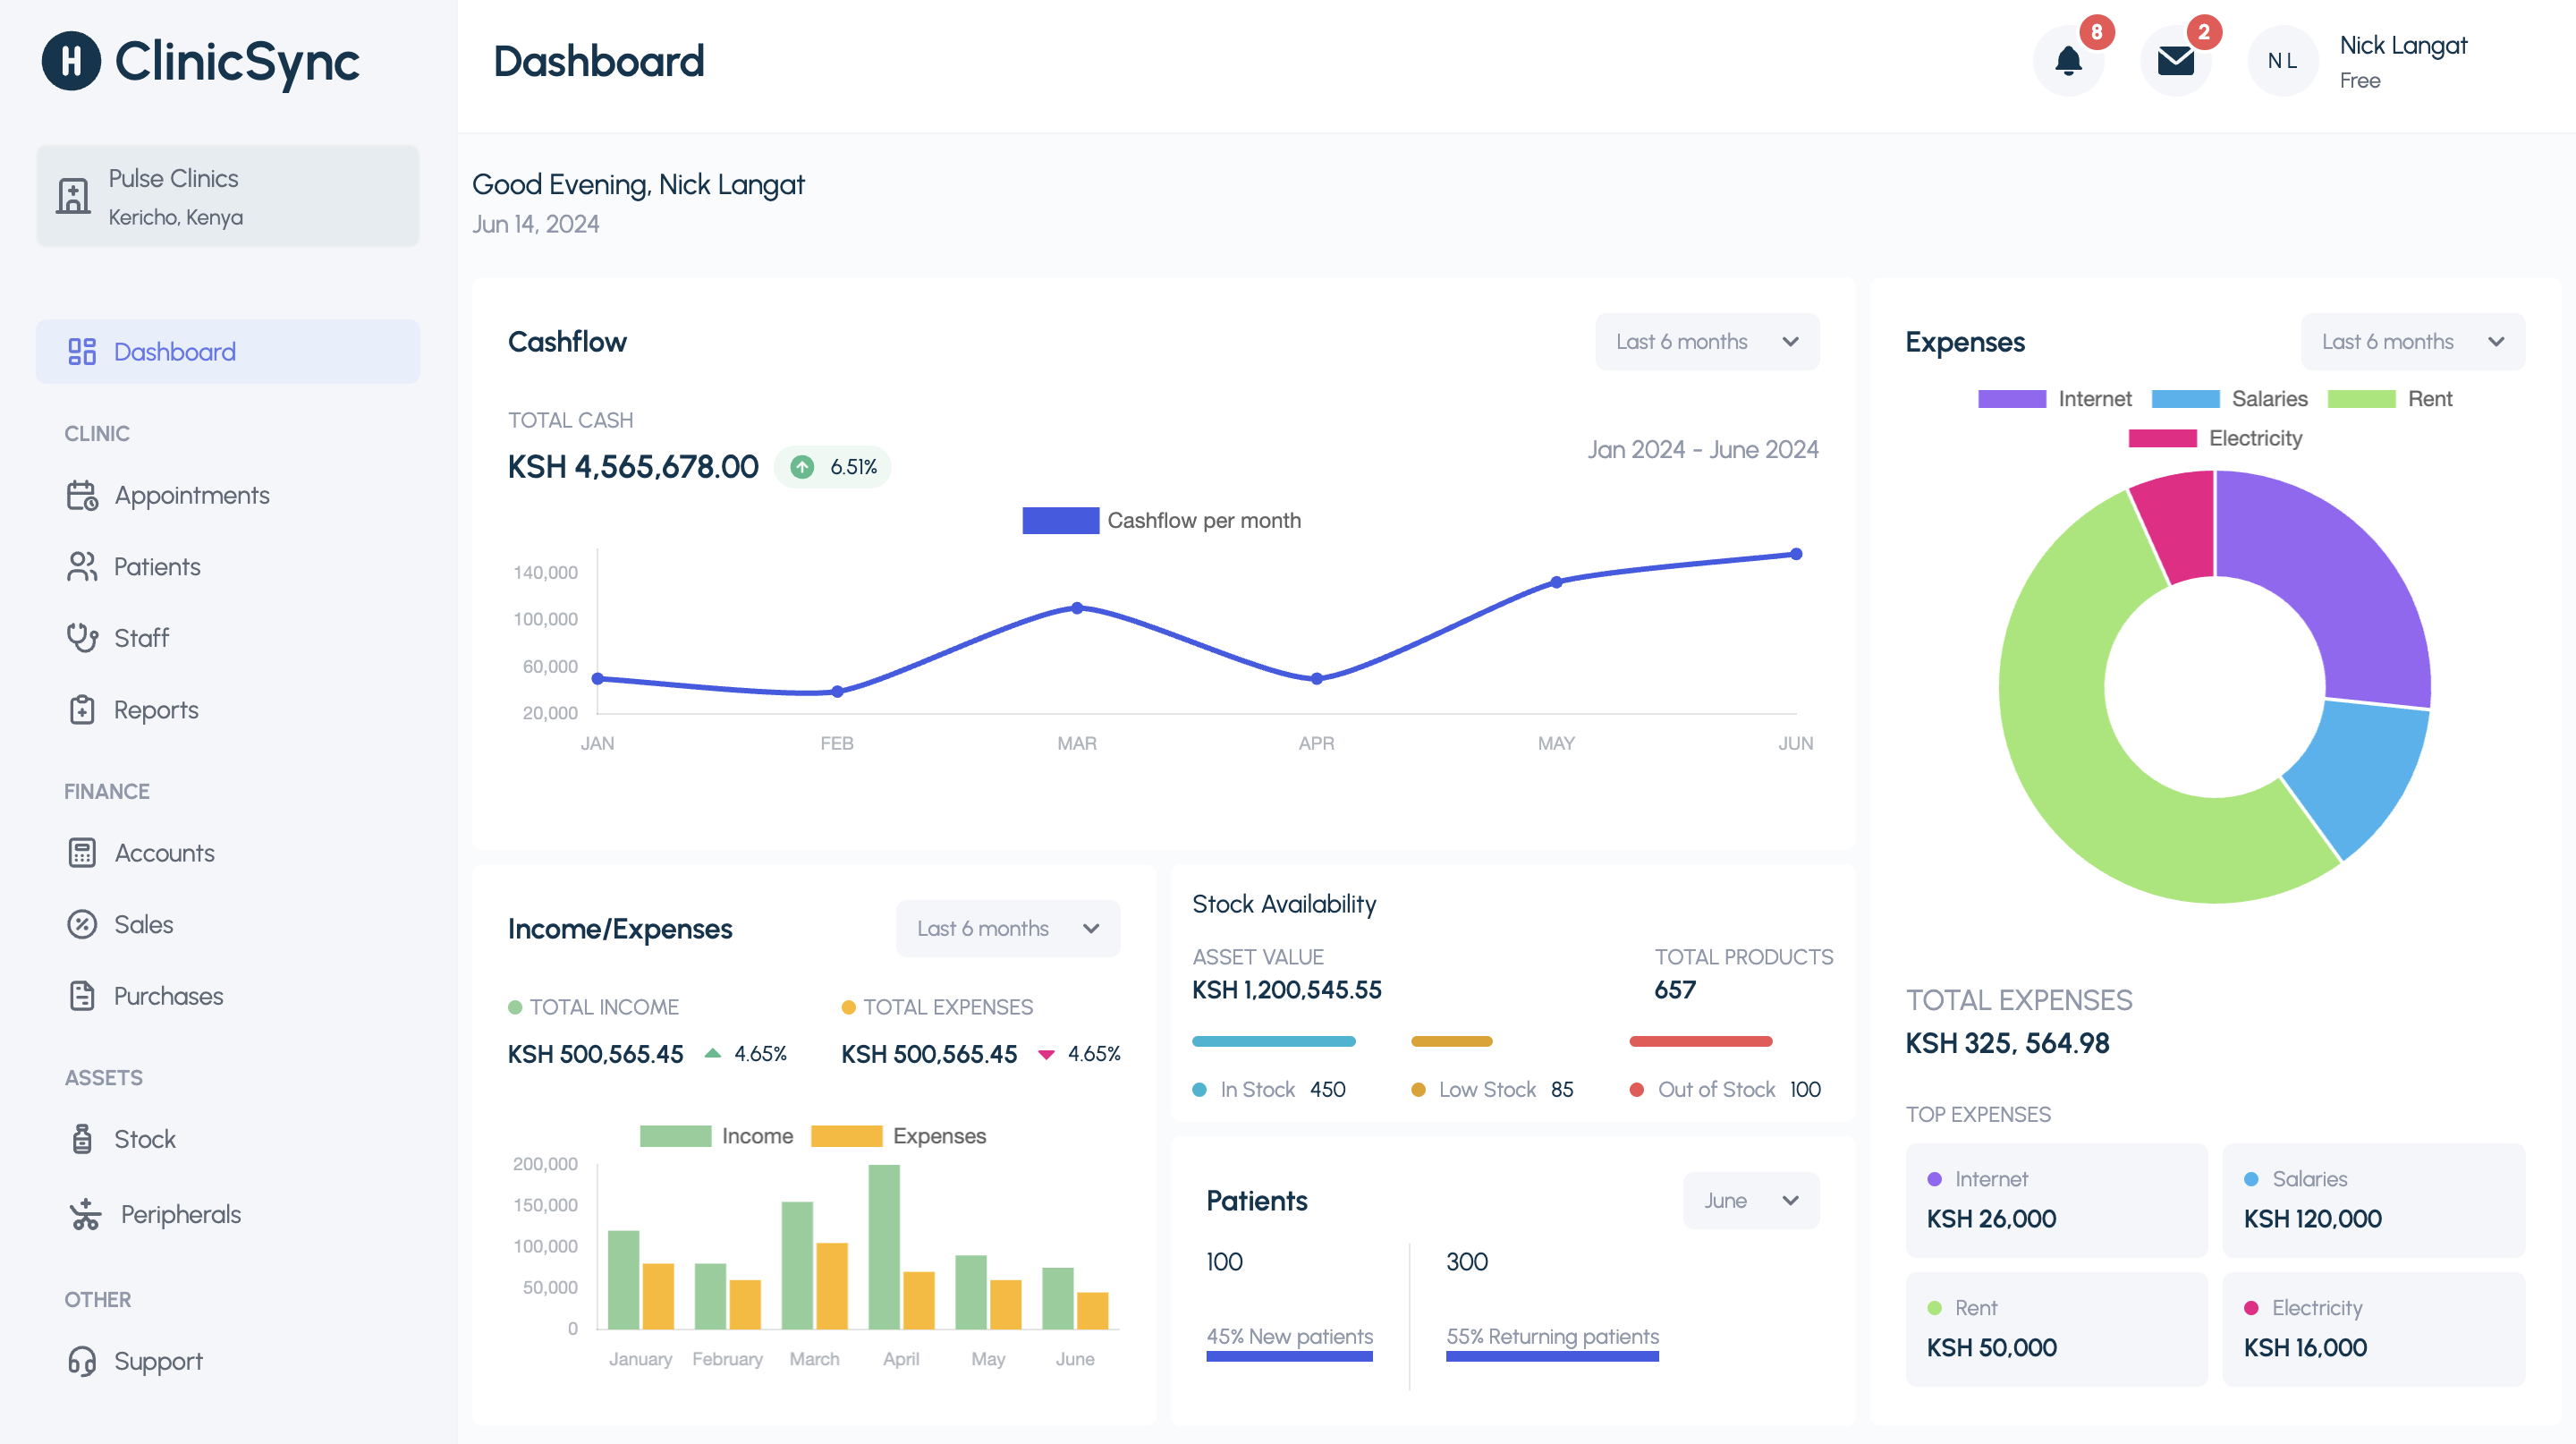 H ClinicSync
Pulse Clinics
Kericho, Kenya
Dashboard
CLINIC
Appointments
Patients
Staff
Reports
FINANCE
Accounts
Sales
Purchases
ASSETS
Stock
Peripherals
OTHER
Support
Dashboard
8
2
N L
Nick Langat
Free
Good Evening, Nick Langat
Jun 14, 2024
Cashflow
Last 6 months
TOTAL CASH
KSH 4,565,678.00 6.51%
Jan 2024 - June 2024
Cashflow per month
140,000
100,000
60,000
20,000
JAN FEB MAR APR MAY JUN
Income/Expenses
Last 6 months
TOTAL INCOME
KSH 500,565.45 4.65%
TOTAL EXPENSES
KSH 500,565.45 4.65%
Income Expenses
200,000
150,000
100,000
50,000
0
January February March April May June
Stock Availability
ASSET VALUE
KSH 1,200,545.55
TOTAL PRODUCTS
657
In Stock 450
Low Stock 85
Out of Stock 100
Patients
June
100
45% New patients
300
55% Returning patients
Expenses
Last 6 months
Internet Salaries Rent
Electricity
TOTAL EXPENSES
KSH 325, 564.98
TOP EXPENSES
Internet
KSH 26,000
Salaries
KSH 120,000
Rent
KSH 50,000
Electricity
KSH 16,000